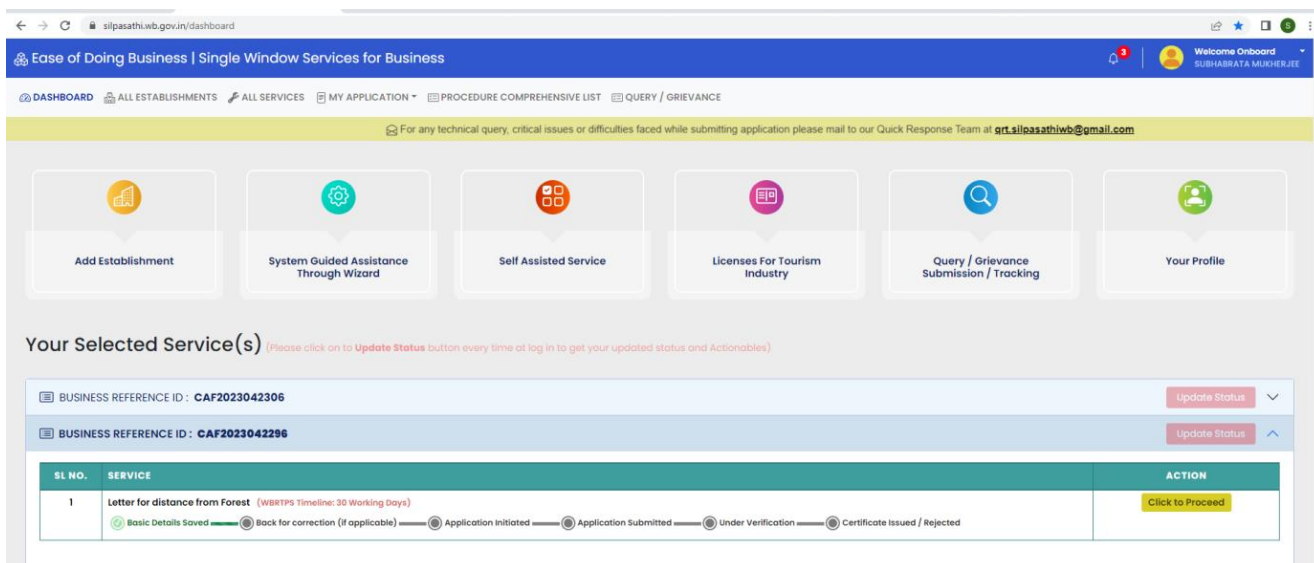 silpasathi.wb.gov.in/dashboard
S
Ease of Doing Business | Single Window Services for Business
3
Welcome Onboard
SUBHABRATA MUKHERJEE
DASHBOARD ALL ESTABLISHMENTS ALL SERVICES MY APPLICATION PROCEDURE COMPREHENSIVE LIST QUERY / GRIEVANCE
For any technical query, critical issues or difficulties faced while submitting application please mail to our Quick Response Team at qrt.silpasathiwb@gmail.com
Add Establishment
System Guided Assistance
Through Wizard
Self Assisted Service
Licenses For Tourism
Industry
Query / Grievance
Submission / Tracking
Your Profile
Your Selected Service(s) (Please click on to Update Status button every time at log in to get your updated status and Actionables)
BUSINESS REFERENCE ID : CAF2023042306 Update Status
BUSINESS REFERENCE ID : CAF2023042296 Update Status
SL NO. SERVICE ACTION
1 Letter for distance from Forest (WBRTPS Timeline: 30 Working Days) Click to Proceed
Basic Details Saved Back for correction (if applicable) Application Initiated Application Submitted Under Verification Certificate Issued / Rejected